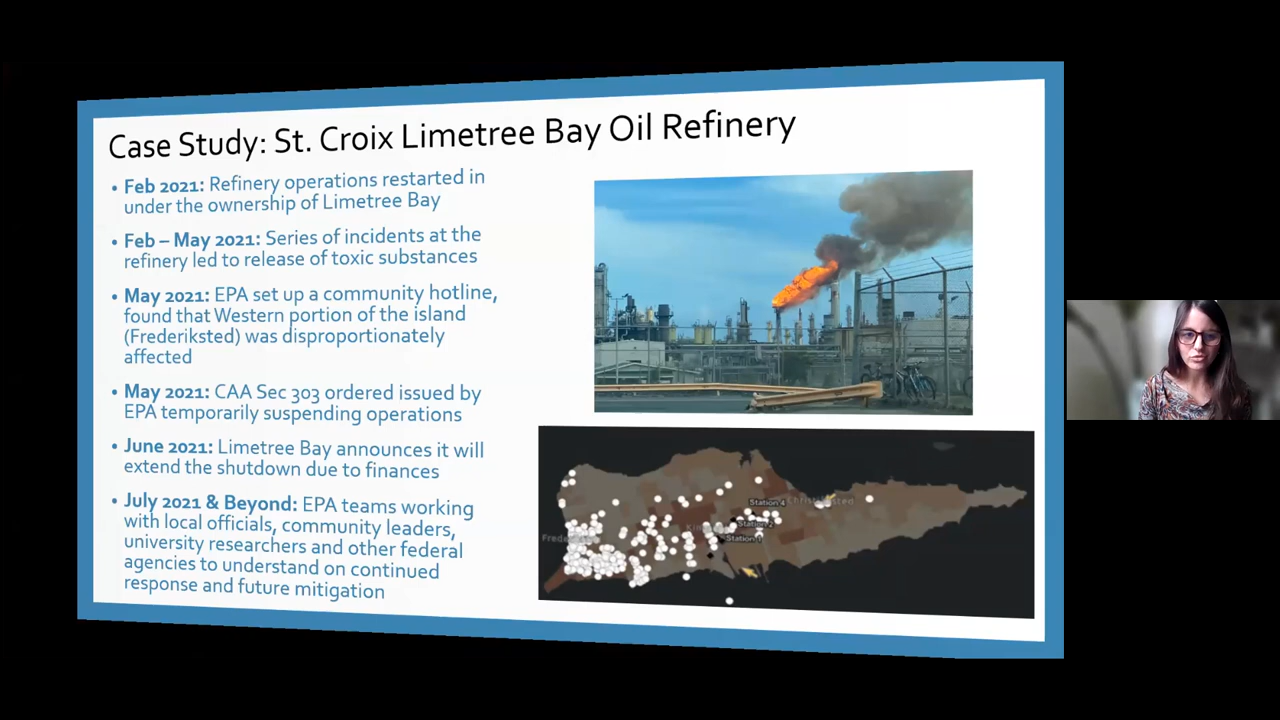 Case Study: St. Croix Limetree Bay Oil Refinery
• Feb 2021: Refinery operations restarted in
under the ownership of Limetree Bay
• Feb – May 2021: Series of incidents at the
refinery led to release of toxic substances
• May 2021: EPA set up a community hotline,
found that Western portion of the island
(Frederiksted) was disproportionately
affected
• May 2021: CAA Sec 303 ordered issued by
EPA temporarily suspending operations
• June 2021: Limetree Bay announces it will
extend the shutdown due to finances
• July 2021 & Beyond: EPA teams working
with local officials, community leaders,
university researchers and other federal
agencies to understand on continued
response and future mitigation
Station 4
Station
Station